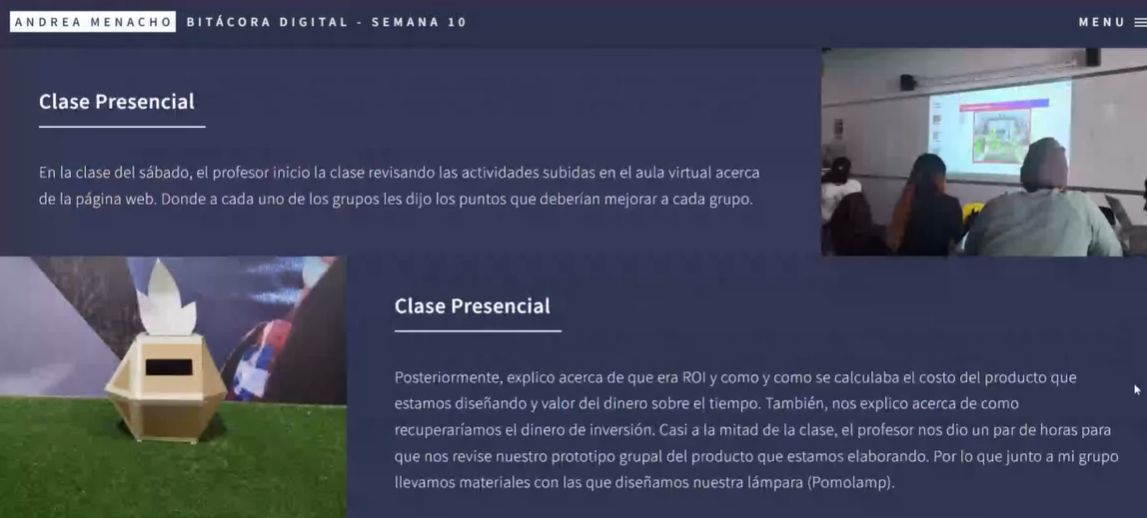 ANDREA MENACHO BITÁCORA DIGITAL - SEMANA 10
MENU
Clase Presencial
En la clase del sábado, el profesor inicio la clase revisando las actividades subidas en el aula virtual acerca
de la página web. Donde a cada uno de los grupos les dijo los puntos que deberían mejorar a cada grupo.
Clase Presencial
Posteriormente, explico acerca de que era ROI y como y como se calculaba el costo del producto que
estamos diseñando y valor del dinero sobre el tiempo. También, nos explico acerca de como
recuperaríamos el dinero de inversión. Casi a la mitad de la clase, el profesor nos dio un par de horas para
que nos revise nuestro prototipo grupal del producto que estamos elaborando. Por lo que junto a mi grupo
llevamos materiales con las que diseñamos nuestra lámpara (Pomolamp).